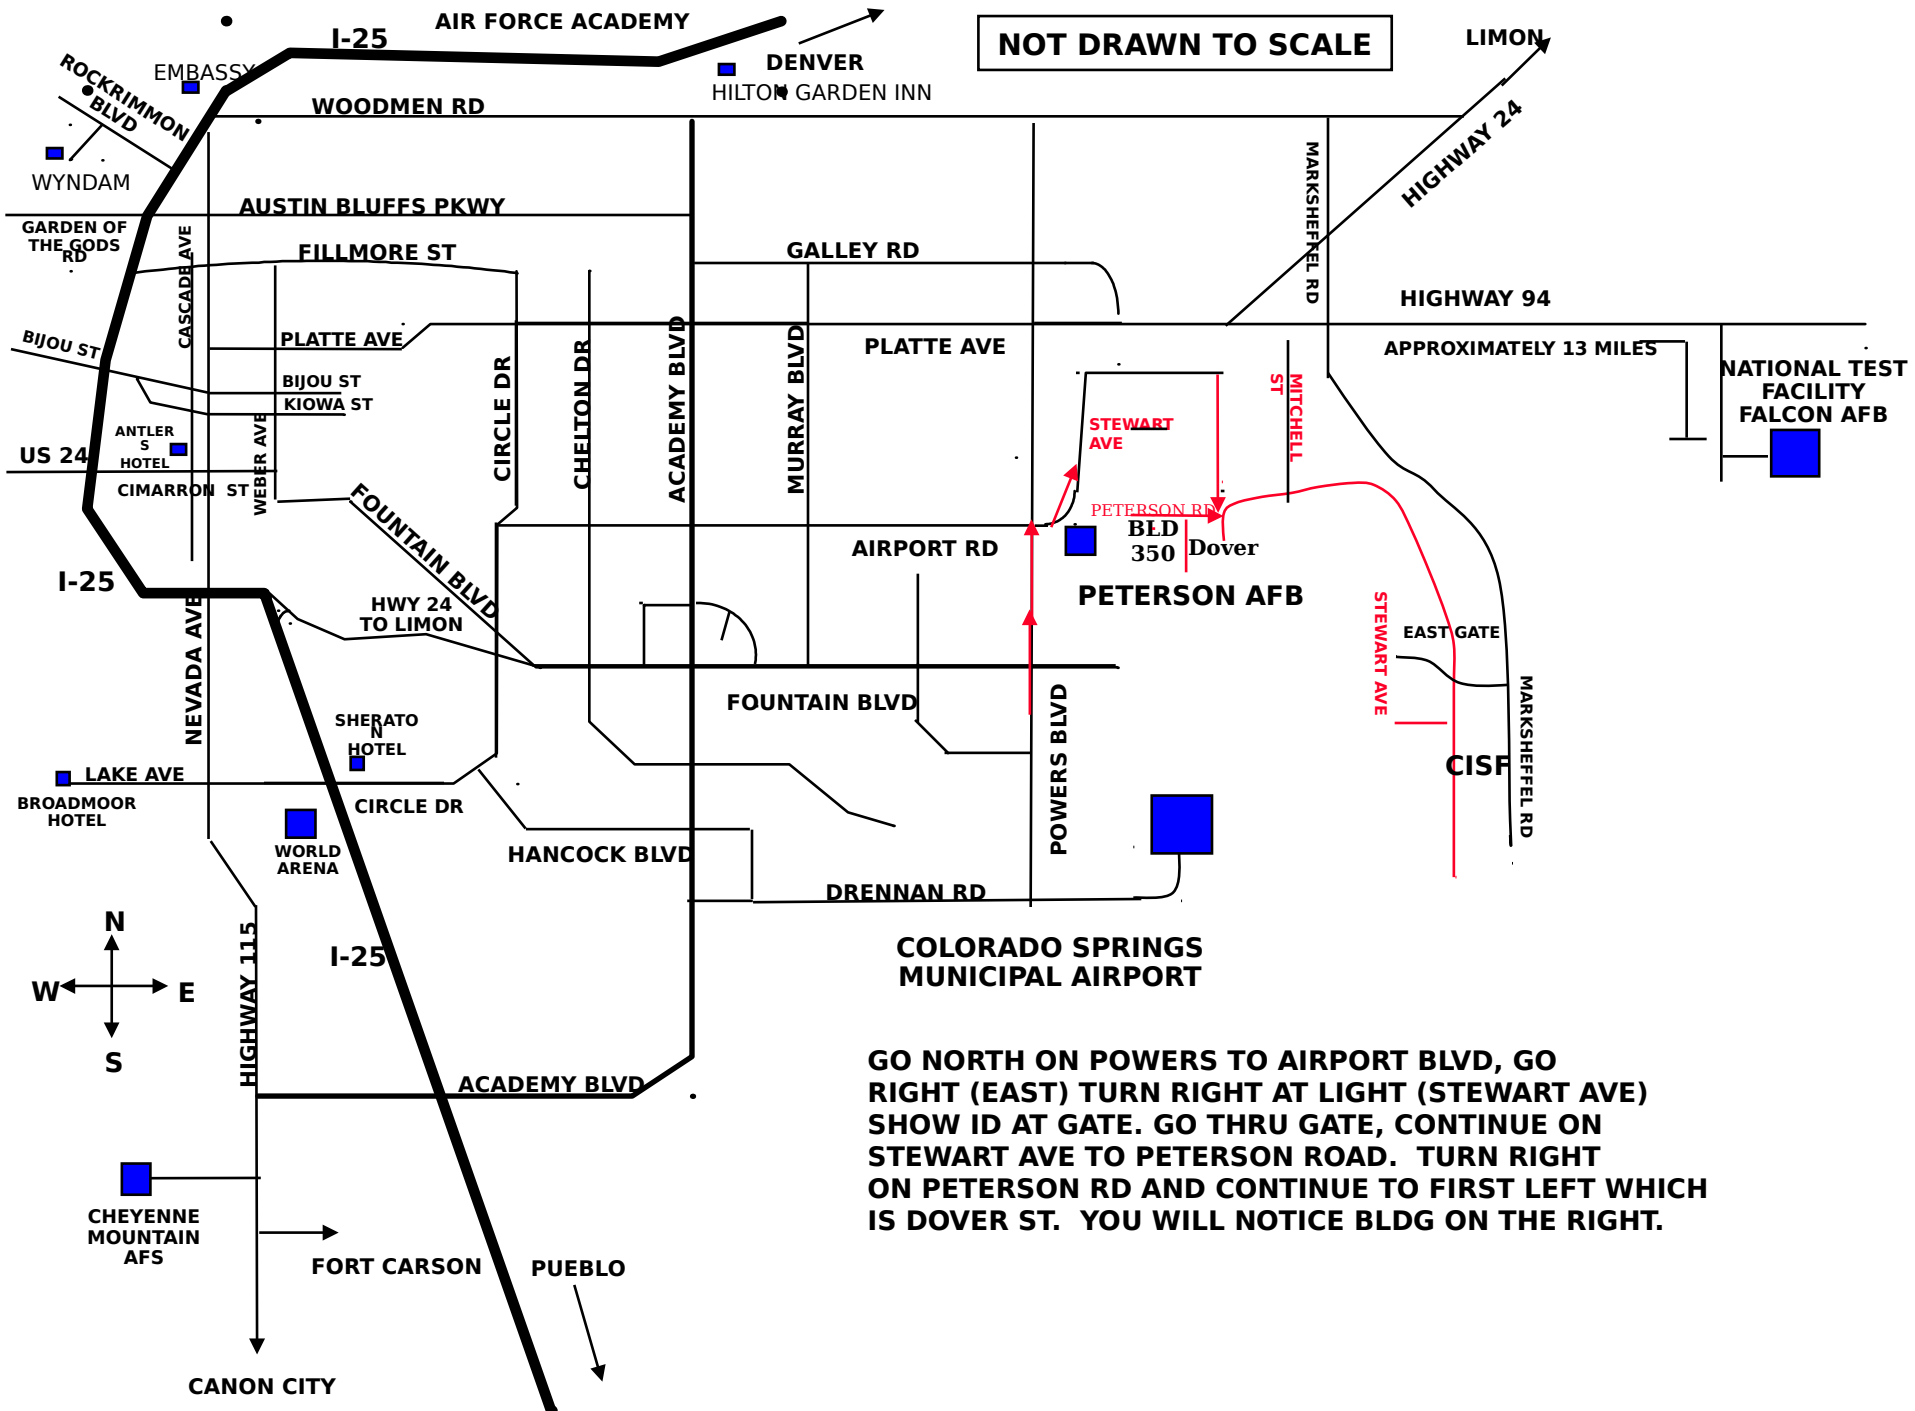 AIR FORCE ACADEMY
I-25
NOT DRAWN TO SCALE
LIMON
DENVER
EMBASSY
HILTON GARDEN INN
ROCKRIMMON
BLVD
WOODMEN RD
HIGHWAY 24
WYNDAM
MARKSHEFFEL RD
AUSTIN BLUFFS PKWY
GARDEN OF
THE GODS
RD
CASCADE AVE
FILLMORE ST
GALLEY RD
HIGHWAY 94
BIJOU ST
PLATTE AVE
PLATTE AVE
APPROXIMATELY 13 MILES
NATIONAL TEST
FACILITY
FALCON AFB
BIJOU ST
KIOWA ST
CIRCLE DR
CHELTON DR
ACADEMY BLVD
MURRAY BLVD
STEWART
AVE
MITCHELL
ST
ANTLER
S
HOTEL
US 24
WEBER AVE
CIMARRON ST
FOUNTAIN BLVD
PETERSON RD
BLD
350
Dover
AIRPORT RD
PETERSON AFB
I-25
HWY 24
TO LIMON
NEVADA AVE
STEWART AVE
EAST GATE
FOUNTAIN BLVD
POWERS BLVD
MARKSHEFFEL RD
SHERATO
N
HOTEL
CISF
LAKE AVE
BROADMOOR
HOTEL
CIRCLE DR
WORLD
ARENA
HANCOCK BLVD
DRENNAN RD
N
W
E
S
HIGHWAY 115
I-25
COLORADO SPRINGS
MUNICIPAL AIRPORT
ACADEMY BLVD
GO NORTH ON POWERS TO AIRPORT BLVD, GO
RIGHT (EAST) TURN RIGHT AT LIGHT (STEWART AVE)
SHOW ID AT GATE. GO THRU GATE, CONTINUE ON
STEWART AVE TO PETERSON ROAD. TURN RIGHT
ON PETERSON RD AND CONTINUE TO FIRST LEFT WHICH
IS DOVER ST. YOU WILL NOTICE BLDG ON THE RIGHT.
CHEYENNE
MOUNTAIN
AFS
FORT CARSON
PUEBLO
CANON CITY